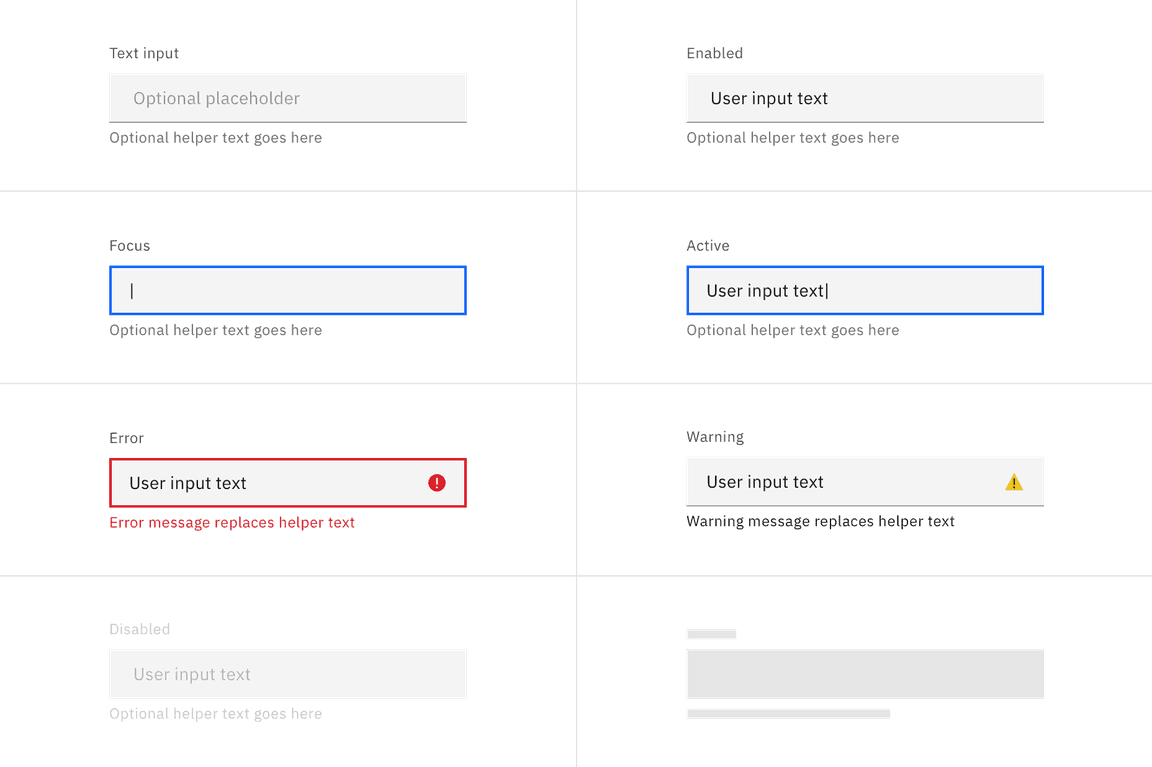 Text input
Optional placeholder
Optional helper text goes here
Enabled
User input text
Optional helper text goes here
Focus
Optional helper text goes here
Active
User input text
Optional helper text goes here
Error
User input text
Error message replaces helper text
Warning
User input text
Warning message replaces helper text
Disabled
User input text
Optional helper text goes here